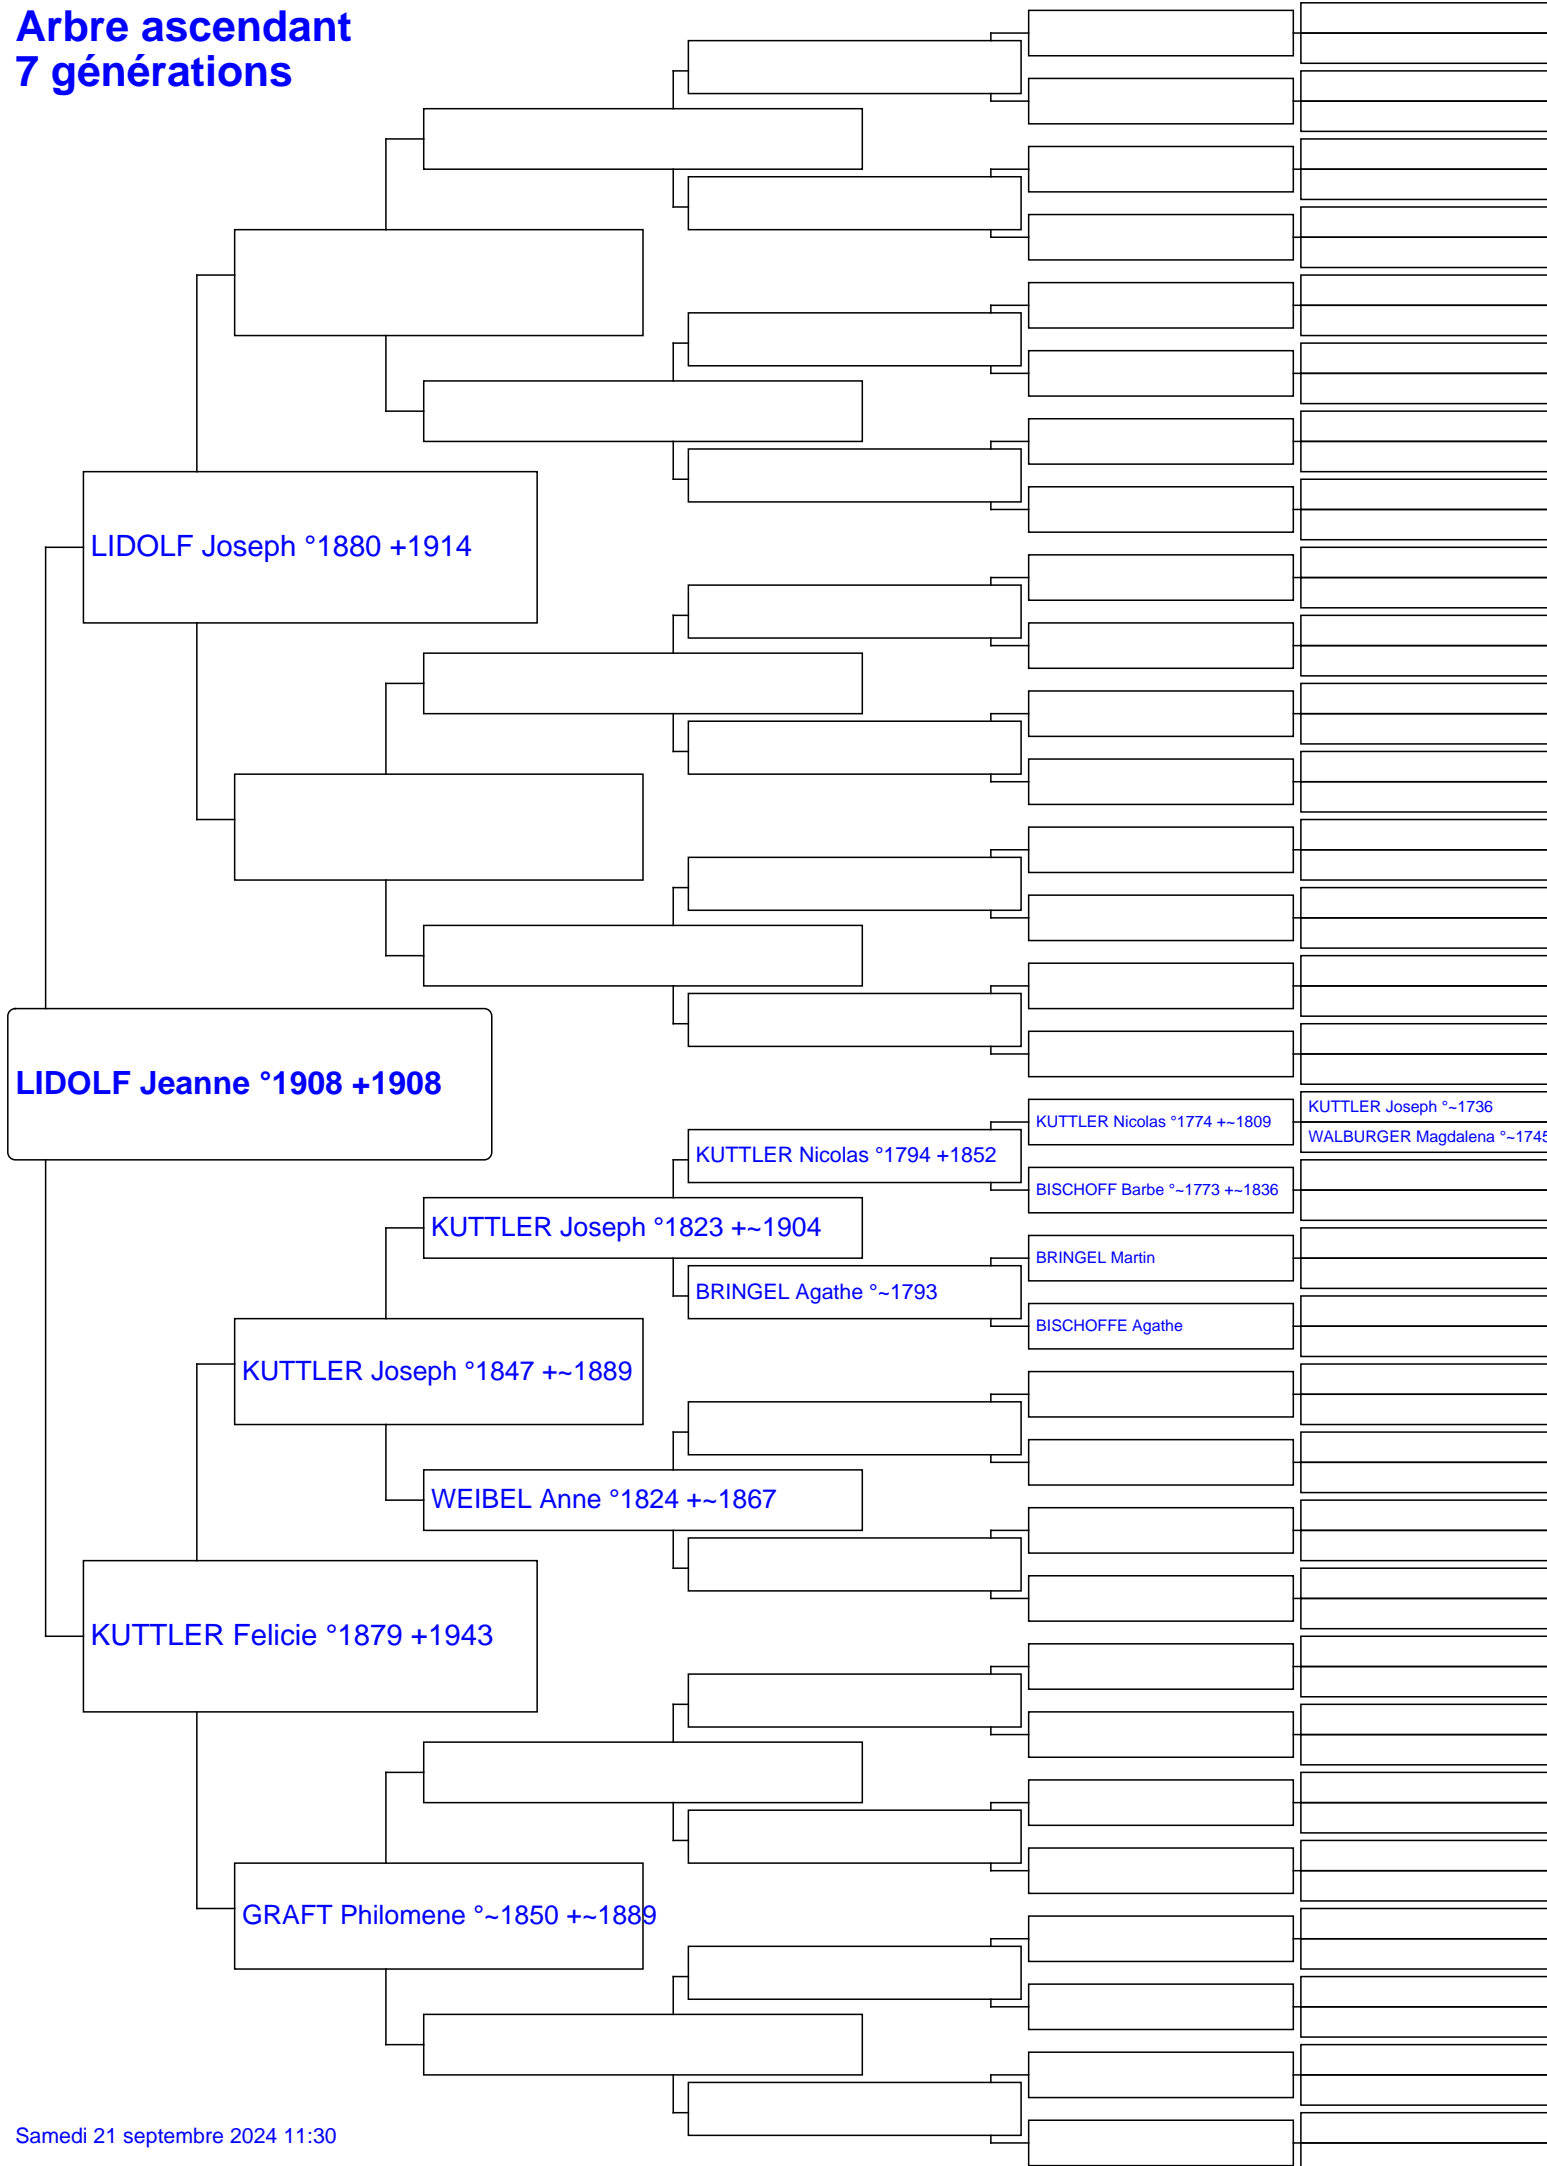 Arbre ascendant
7 générations
LIDOLF Joseph °1880 +1914
LIDOLF Jeanne °1908 +1908
KUTTLER Joseph °~1736
KUTTLER Nicolas °1774 +~1809
WALBURGER Magdalena °~1745
KUTTLER Nicolas °1794 +1852
BISCHOFF Barbe °~1773 +~1836
KUTTLER Joseph °1823 +~1904
BRINGEL Martin
BRINGEL Agathe °~1793
BISCHOFFE Agathe
KUTTLER Joseph °1847 +~1889
WEIBEL Anne °1824 +~1867
KUTTLER Felicie °1879 +1943
GRAFT Philomene °~1850 +~1889
Samedi 21 septembre 2024 11:30